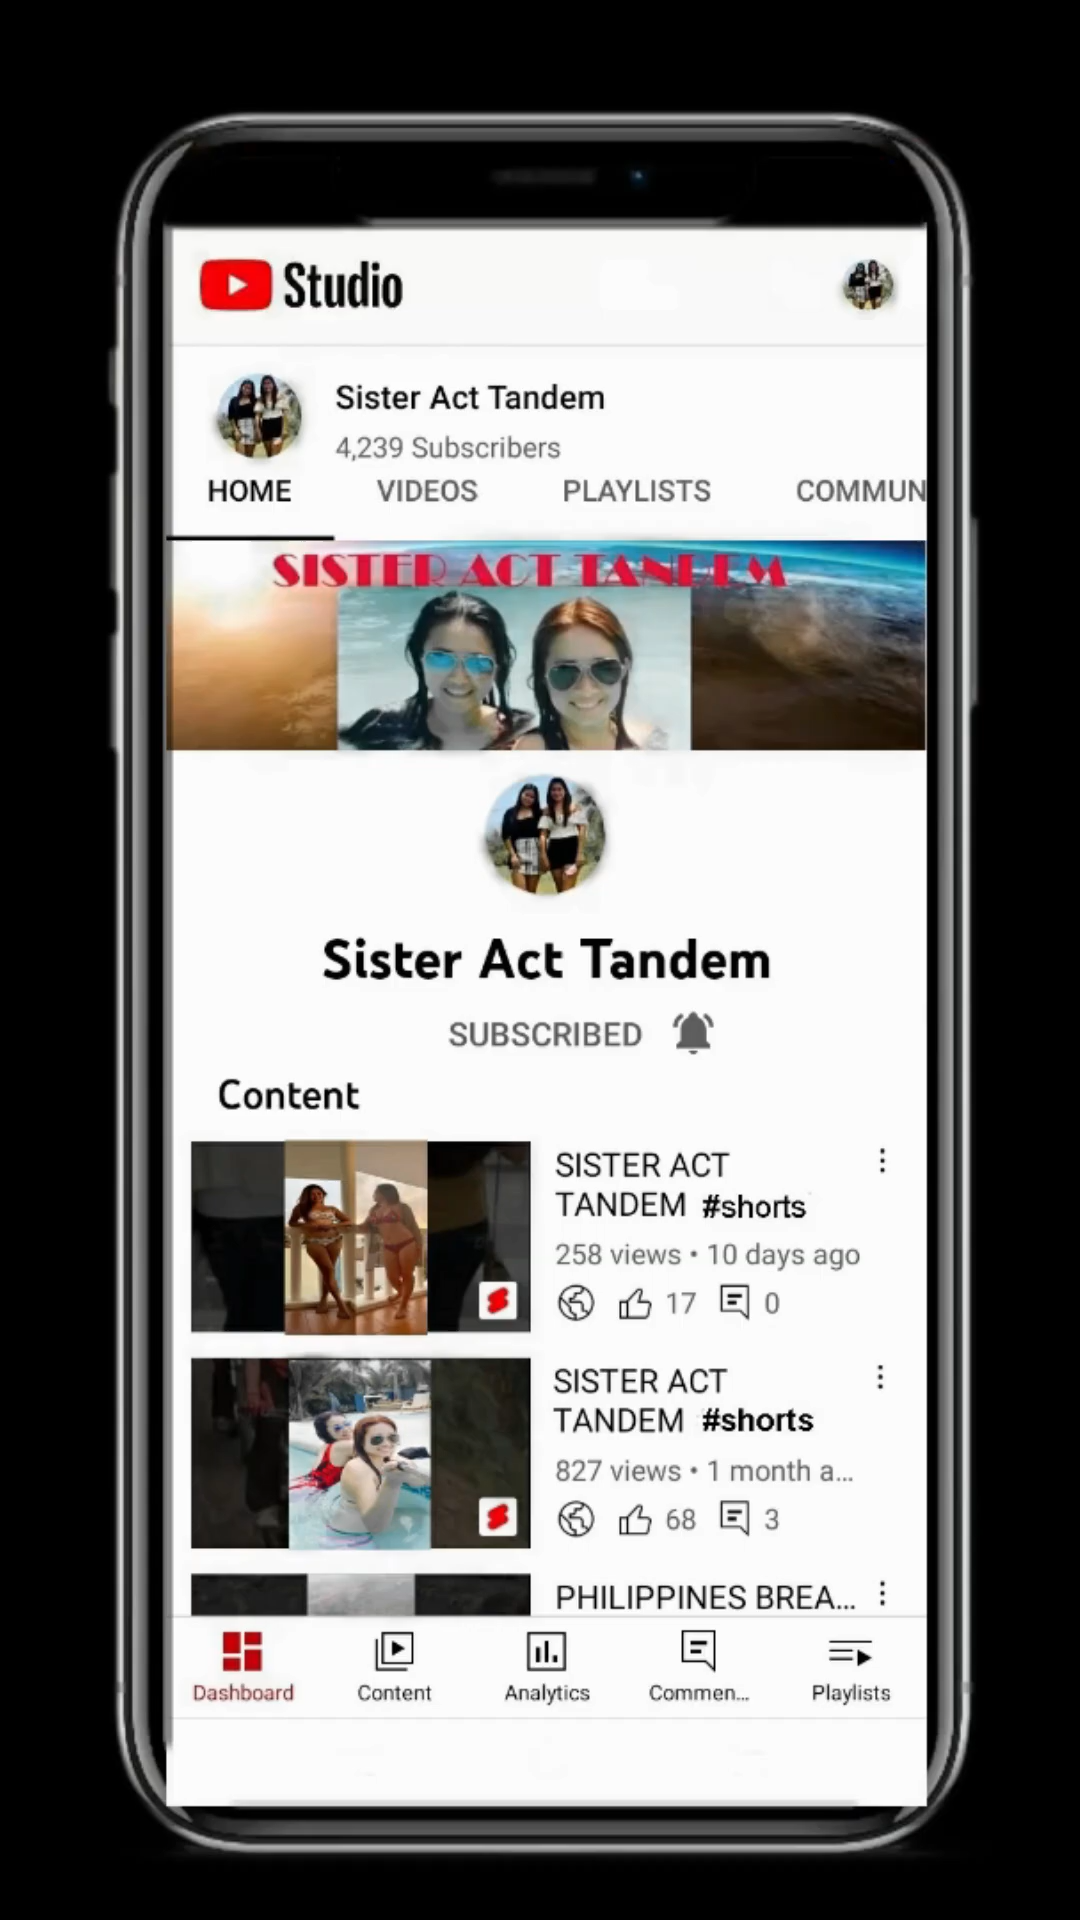 Studio
Sister Act Tandem
4,239 Subscribers
HOME VIDEOS PLAYLISTS COMMUN
SISTER ACT TANDEM
Sister Act Tandem
SUBSCRIBED
Content
SISTER ACT
TANDEM #shorts
258 views • 10 days ago
17 0
SISTER ACT
TANDEM #shorts
827 views • 1 month a...
68 3
PHILIPPINES BREA...
Dashboard Content Analytics Commen... Playlists